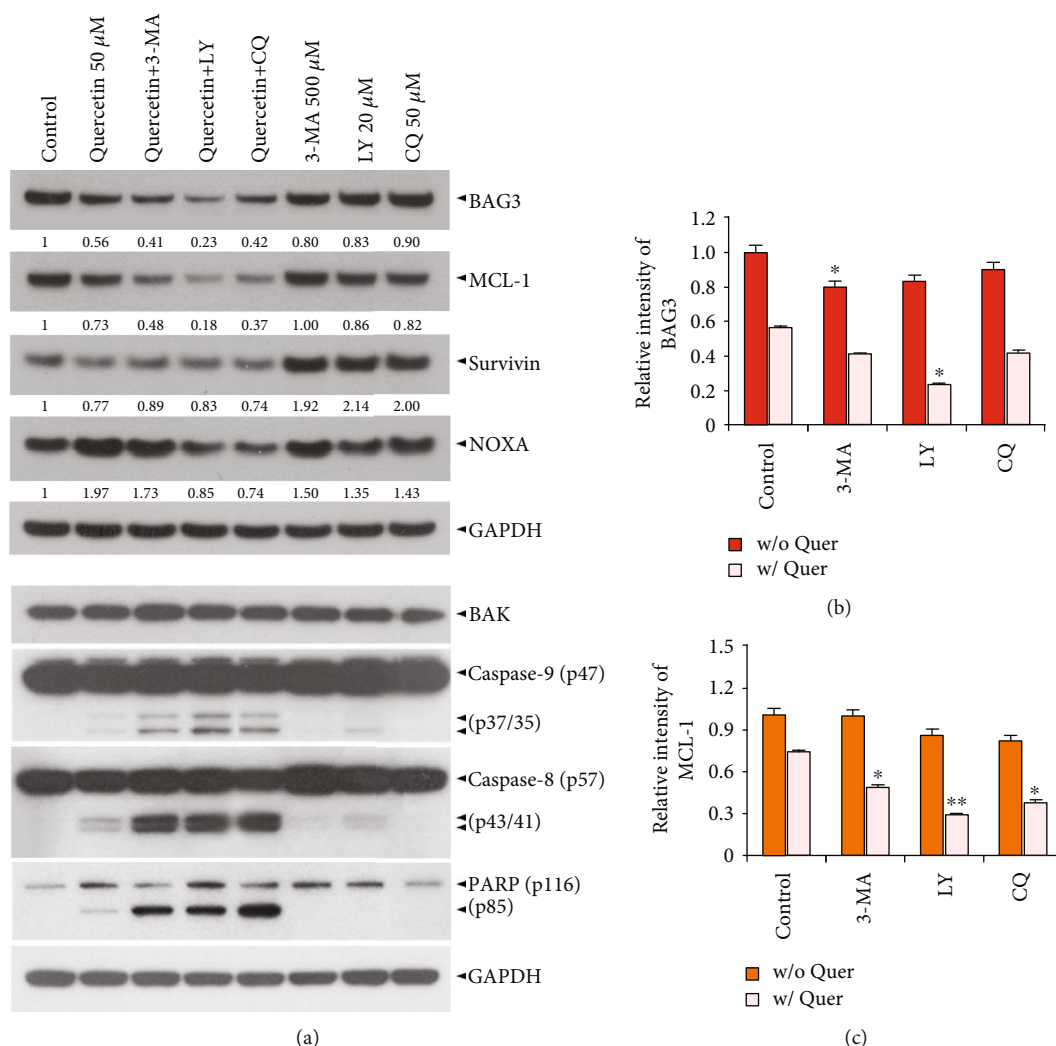 Control
Quercetin 50 μM
Quercetin+3-MA
Quercetin+LY
Quercetin+CQ
3-MA 500 μM
LY 20 μM
CQ 50 μM
BAG3
1 0.56 0.41 0.23 0.42 0.80 0.83 0.90
MCL-1
1 0.73 0.48 0.18 0.37 1.00 0.86 0.82
Survivin
1 0.77 0.89 0.83 0.74 1.92 2.14 2.00
NOXA
1 1.97 1.73 0.85 0.74 1.50 1.35 1.43
GAPDH
BAK
Caspase-9 (p47)
(p37/35)
Caspase-8 (p57)
(p43/41)
PARP (p116)
(p85)
GAPDH
(a)
Relative intensity of
BAG3
1.2
1.0
0.8
0.6
0.4
0.2
0
*
*
Control
3-MA
LY
CQ
w/o Quer
w/ Quer
(b)
Relative intensity of
MCL-1
1.5
1.2
0.9
0.6
0.3
0
*
**
*
Control
3-MA
LY
CQ
w/o Quer
w/ Quer
(c)